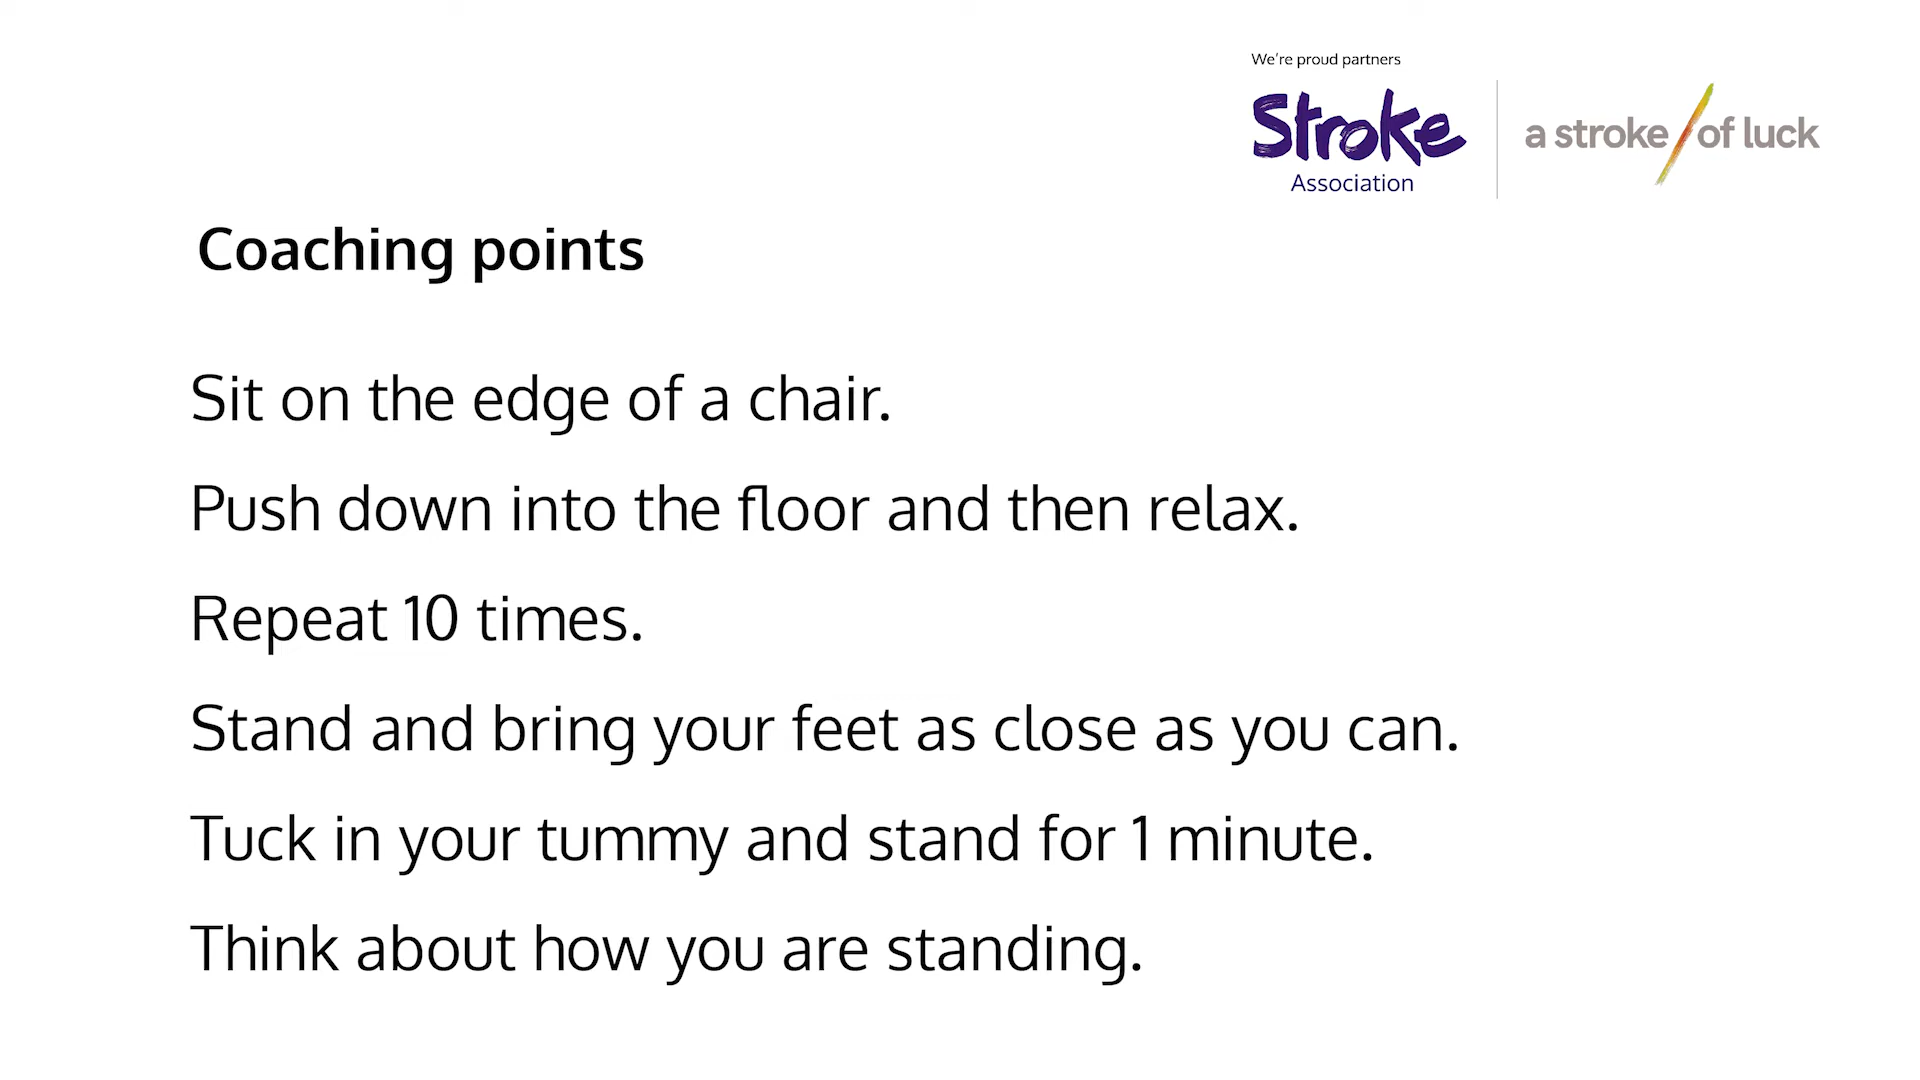 We're proud partners
Stroke
Association
a stroke of luck
Coaching points
Sit on the edge of a chair.
Push down into the floor and then relax.
Repeat 10 times.
Stand and bring your feet as close as you can.
Tuck in your tummy and stand for 1 minute.
Think about how you are standing.